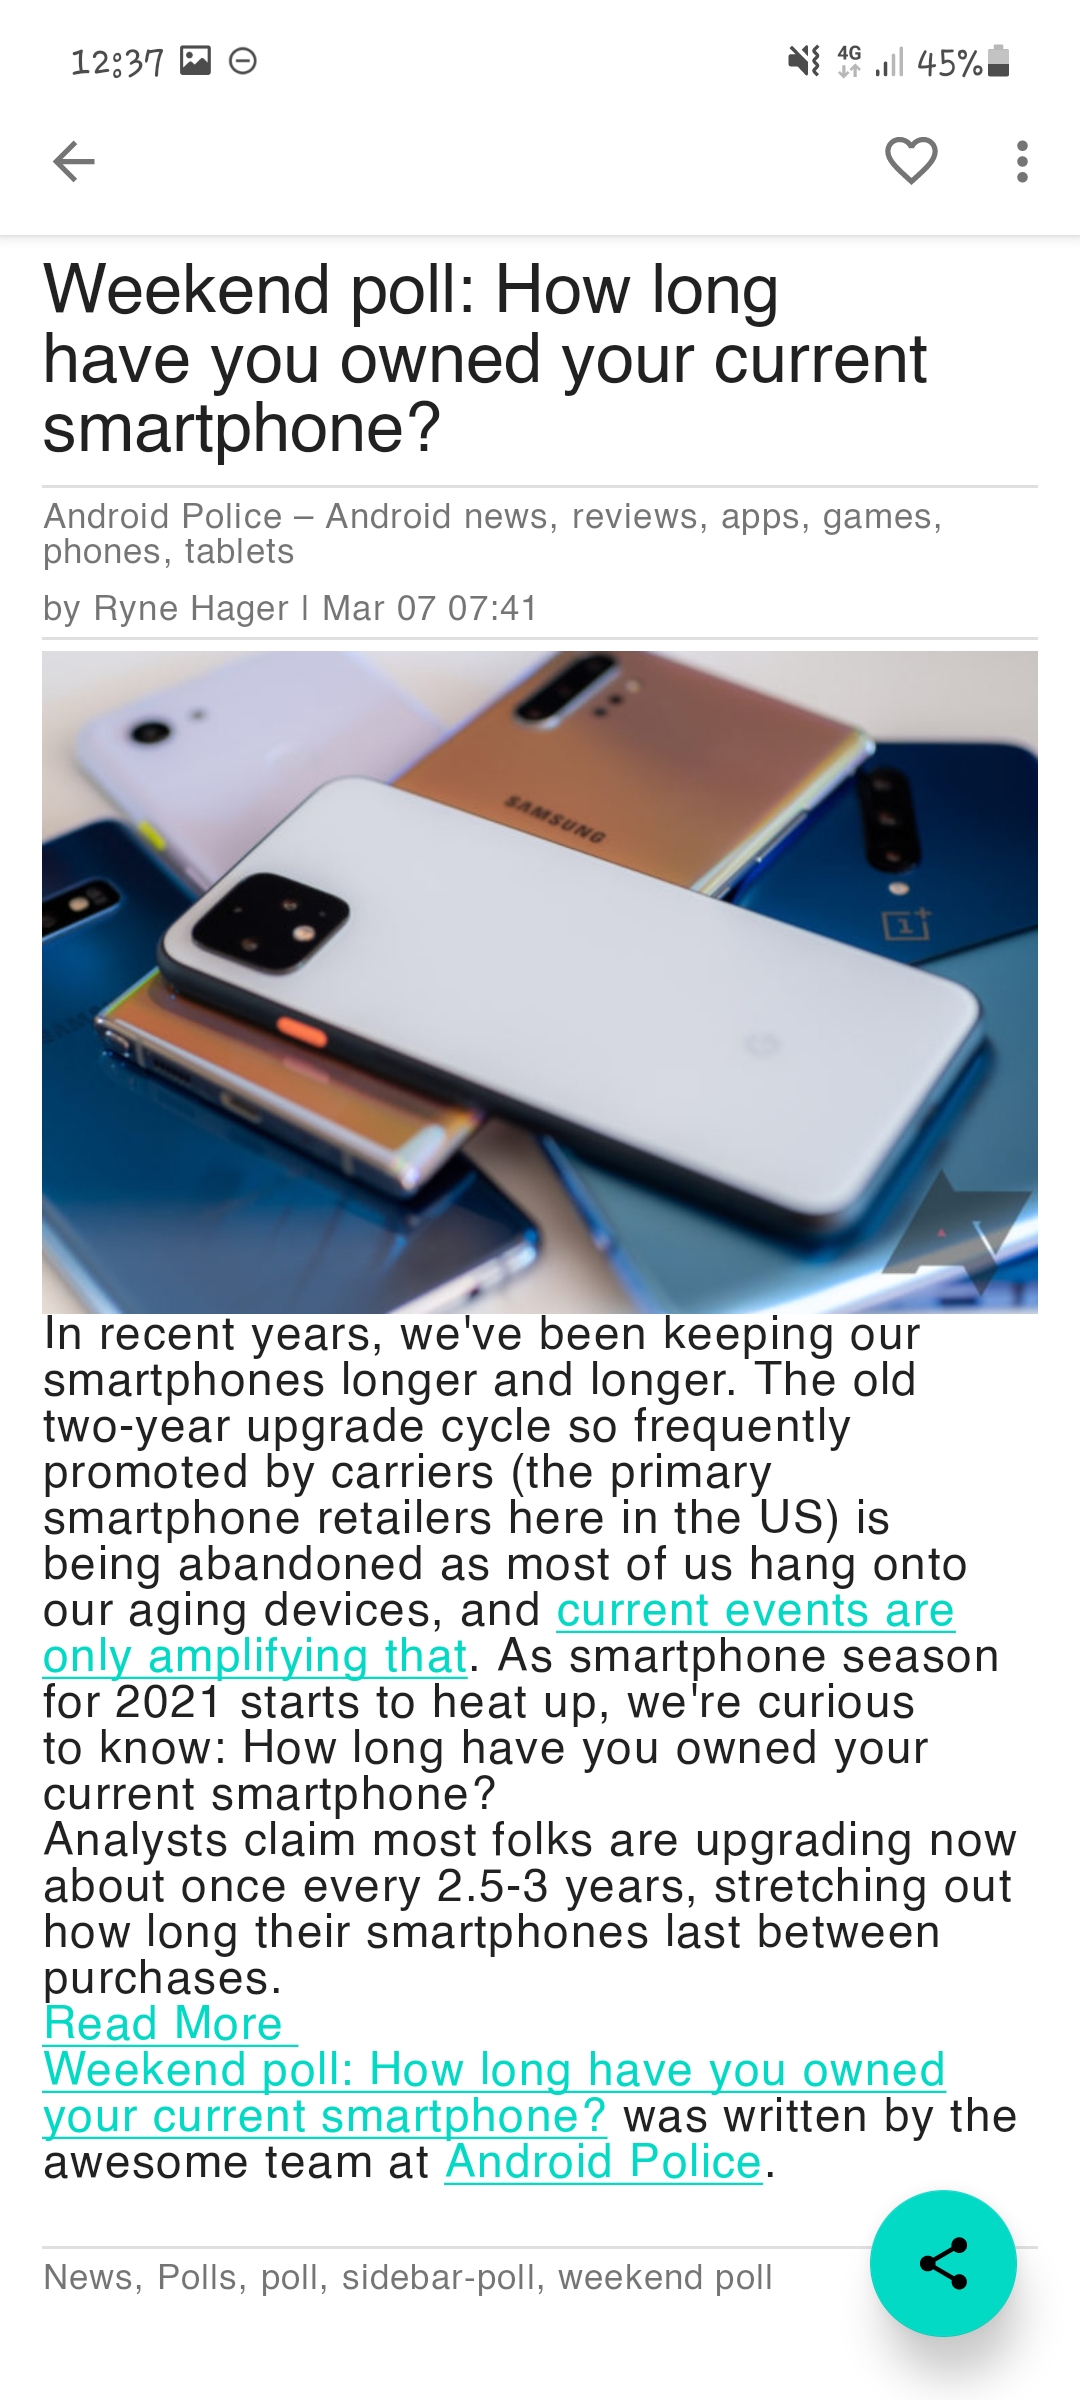 12:37
4G 45%
Weekend poll: How long
have you owned your current
smartphone?
Android Police – Android news, reviews, apps, games,
phones, tablets
by Ryne Hager | Mar 07 07:41
SAMSUNG
1+
In recent years, we've been keeping our
smartphones longer and longer. The old
two-year upgrade cycle so frequently
promoted by carriers (the primary
smartphone retailers here in the US) is
being abandoned as most of us hang onto
our aging devices, and current events are
only amplifying that. As smartphone season
for 2021 starts to heat up, we're curious
to know: How long have you owned your
current smartphone?
Analysts claim most folks are upgrading now
about once every 2.5-3 years, stretching out
how long their smartphones last between
purchases.
Read More
Weekend poll: How long have you owned
your current smartphone? was written by the
awesome team at Android Police.
News, Polls, poll, sidebar-poll, weekend poll